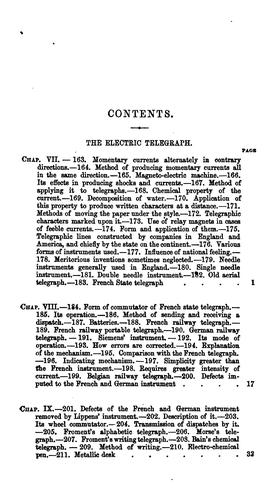 CONTENTS.
THE ELECTRIC TELEGRAPH.
PAGE
CHAP. VII. — 163. Momentary currents alternately in contrary
directions.—164. Method of producing momentary currents all
in the same direction.—165. Magneto-electric machine.—166.
Its effects in producing shocks and currents.—167. Method of
applying it to telegraphs.—168. Chemical property of the
current.—169. Decomposition of water.—170. Application of
this property to produce written characters at a distance.—171.
Methods of moving the paper under the style.—172. Telegraphic
characters marked upon it.—173. Use of relay magnets in cases
of feeble currents.—174. Form and application of them.—175.
Telegraphic lines constructed by companies in England and
America, and chiefly by the state on the continent.—176. Various
forms of instruments used.—177. Influence of national feeling.—
178. Meritorious inventions sometimes neglected.—179. Needle
instruments generally used in England.—180. Single needle
instrument.—181. Double needle instrument.—182. Old serial
telegraph.—183. French State telegraph . . . . 1
CHAP. VIII.—184. Form of commutator of French state telegraph.—
185. Its operation.—186. Method of sending and receiving a
dispatch.—187. Batteries.—188. French railway telegraph.—
189. French railway portable telegraph.—190. German railway
telegraph. — 191. Siemens' instrument. — 192. Its mode of
operation.—193. How errors are corrected.—194. Explanation
of the mechanism.—195. Comparison with the French telegraph.
—196. Indicating mechanism.—197. Simplicity greater than
the French instrument.—198. Requires greater intensity of
current.—199. Belgian railway telegraph.—200. Defects im-
puted to the French and German instrument . . . . 17
CHAP. IX.—201. Defects of the French and German instrument
removed by Lippens' instrument.—202. Description of it.—203.
Its wheel commutator.—204. Transmission of dispatches by it.
—205. Froment's alphabetic telegraph.—206. Morse's tele-
graph.—207. Froment's writing telegraph.—208. Bain's chemical
telegraph. — 209. Method of writing.—210. Electro-chemical
pen.—211. Metallic desk . . . . . 33